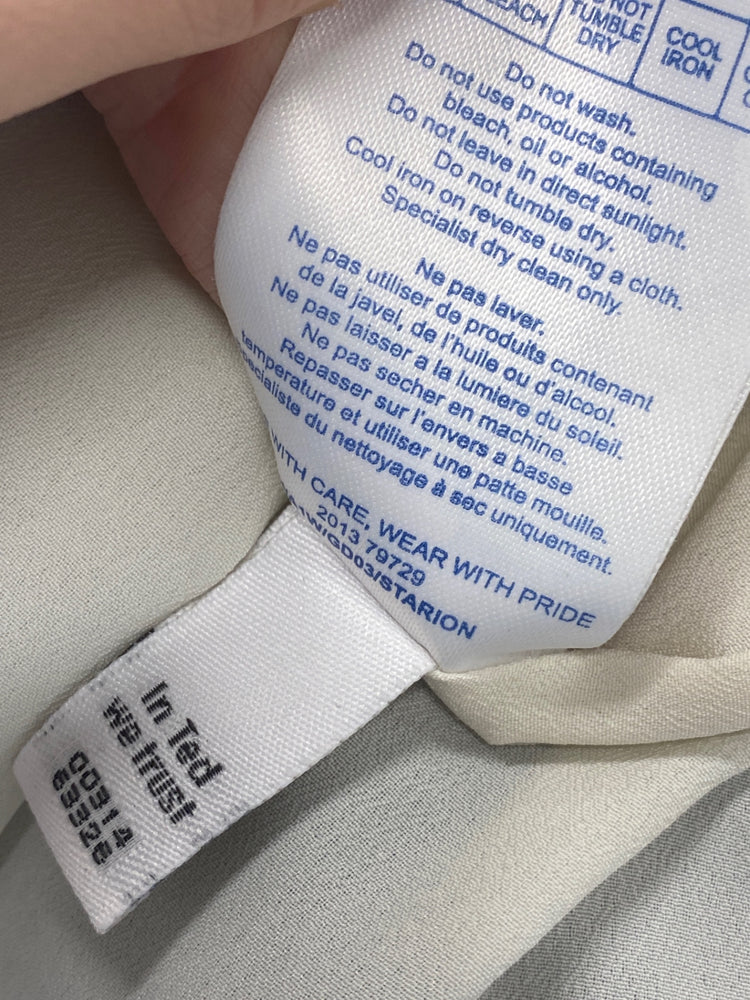 BLEACH
NOT
TUMBLE
DRY
COOL
IRON
Do not wash.
Do not use products containing
bleach, oil or alcohol.
Do not leave in direct sunlight.
Do not tumble dry.
Cool iron on reverse using a cloth.
Specialist dry clean only.
Ne pas laver.
Ne pas utiliser de produits contenant
de la javel, de l'huile ou d'alcool.
Ne pas laisser a la lumiere du soleil.
Ne pas secher en machine.
Repasser sur l'envers a basse
temperature et utiliser une patte mouille.
du nettoyage à sec uniquement.
WITH CARE, WEAR WITH PRIDE
2013 79729
/GD03/STARION
In Ted
we trust
00314
63326